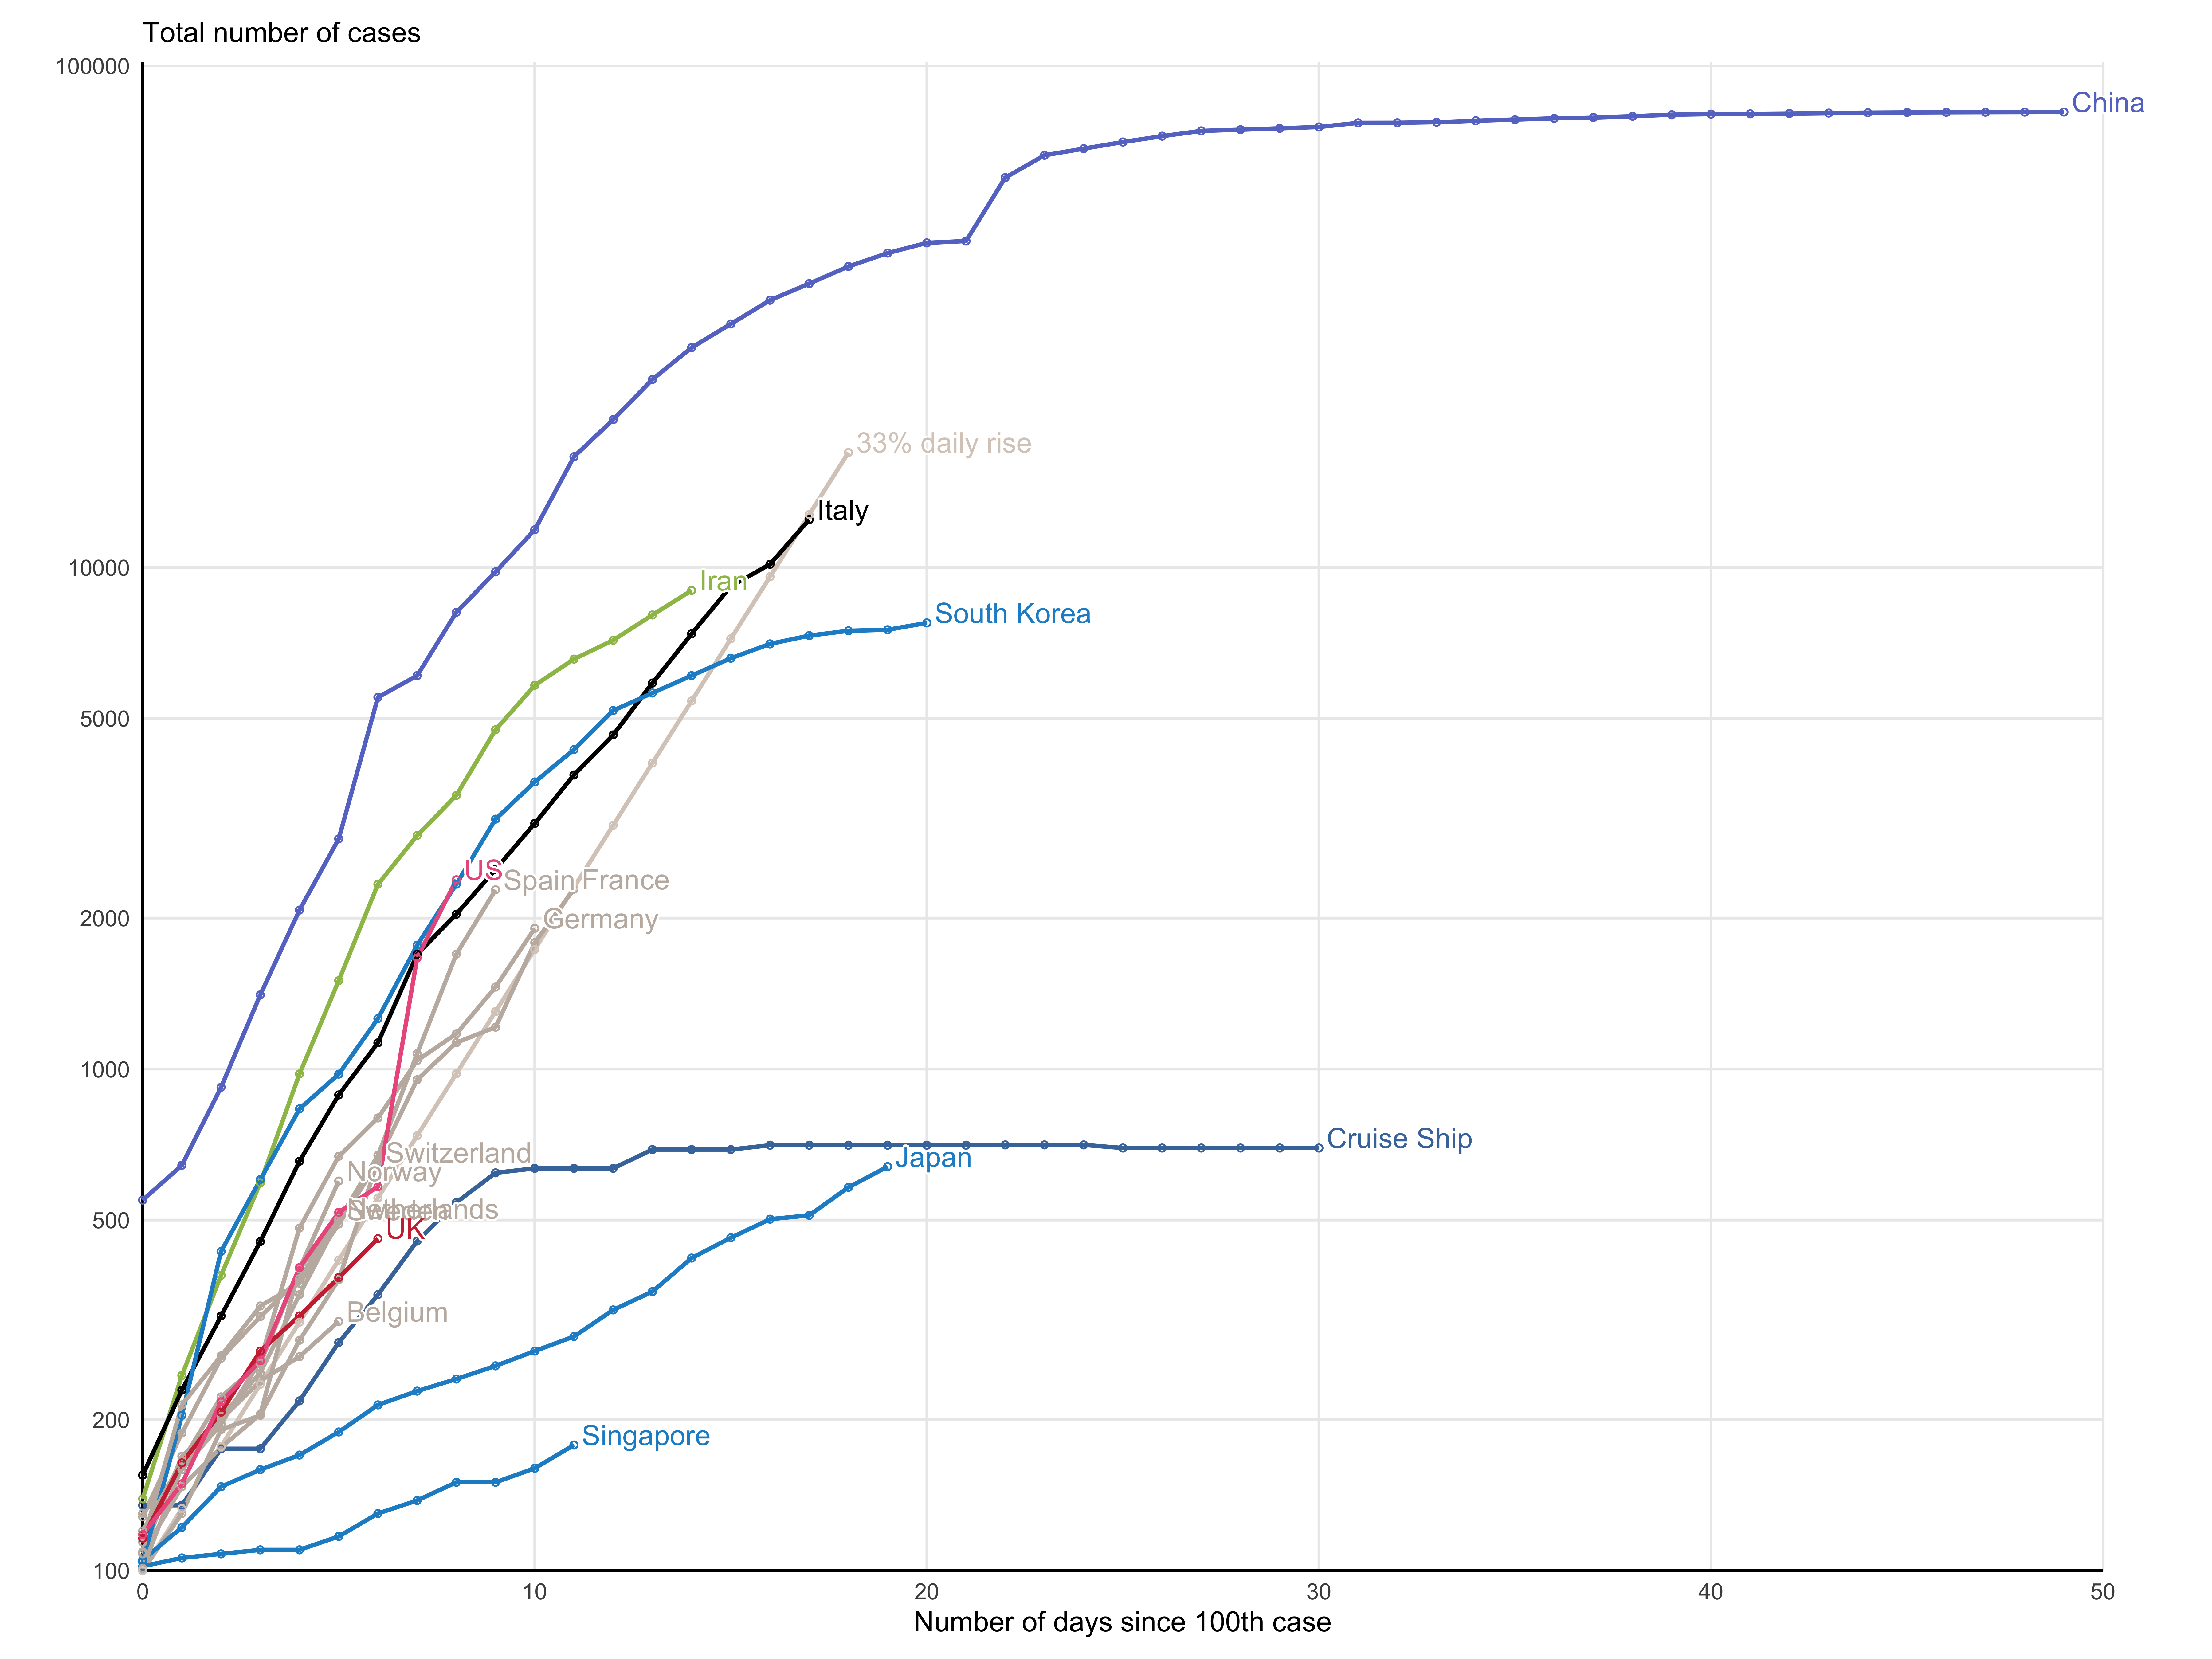 Total number of cases
100000
China
33% daily rise
Italy
10000
Iran
South Korea
5000
US
Spain France
2000
Germany
1000
Cruise Ship
Switzerland
Japan
Norway
Netherlands
Sweden
500
UK
Belgium
200
Singapore
100
0 10 20 30 40 50
Number of days since 100th case